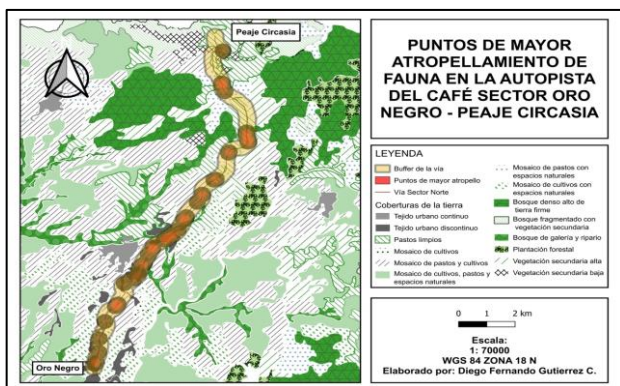 Peaje Circasia
Oro Negro
PUNTOS DE MAYOR
ATROPELLAMIENTO DE
FAUNA EN LA AUTOPISTA
DEL CAFÉ SECTOR ORO
NEGRO - PEAJE CIRCASIA
LEYENDA
Buffer de la vía
Puntos de mayor atropello
Vía Sector Norte
Coberturas de la tierra
Tejido urbano continuo
Tejido urbano discontinuo
Pastos limpios
Mosaico de cultivos
Mosaico de pastos y cultivos
Mosaico de cultivos, pastos y
espacios naturales
Mosaico de pastos con
espacios naturales
Mosaico de cultivos con
espacios naturales
Bosque denso alto de
tierra firme
Bosque fragmentado con
vegetación secundaria
Bosque de galería y ripario
Plantación forestal
Vegetación secundaria alta
Vegetación secundaria baja
0 1 2 km
Escala:
1: 70000
WGS 84 ZONA 18 N
Elaborado por: Diego Fernando Gutierrez C.